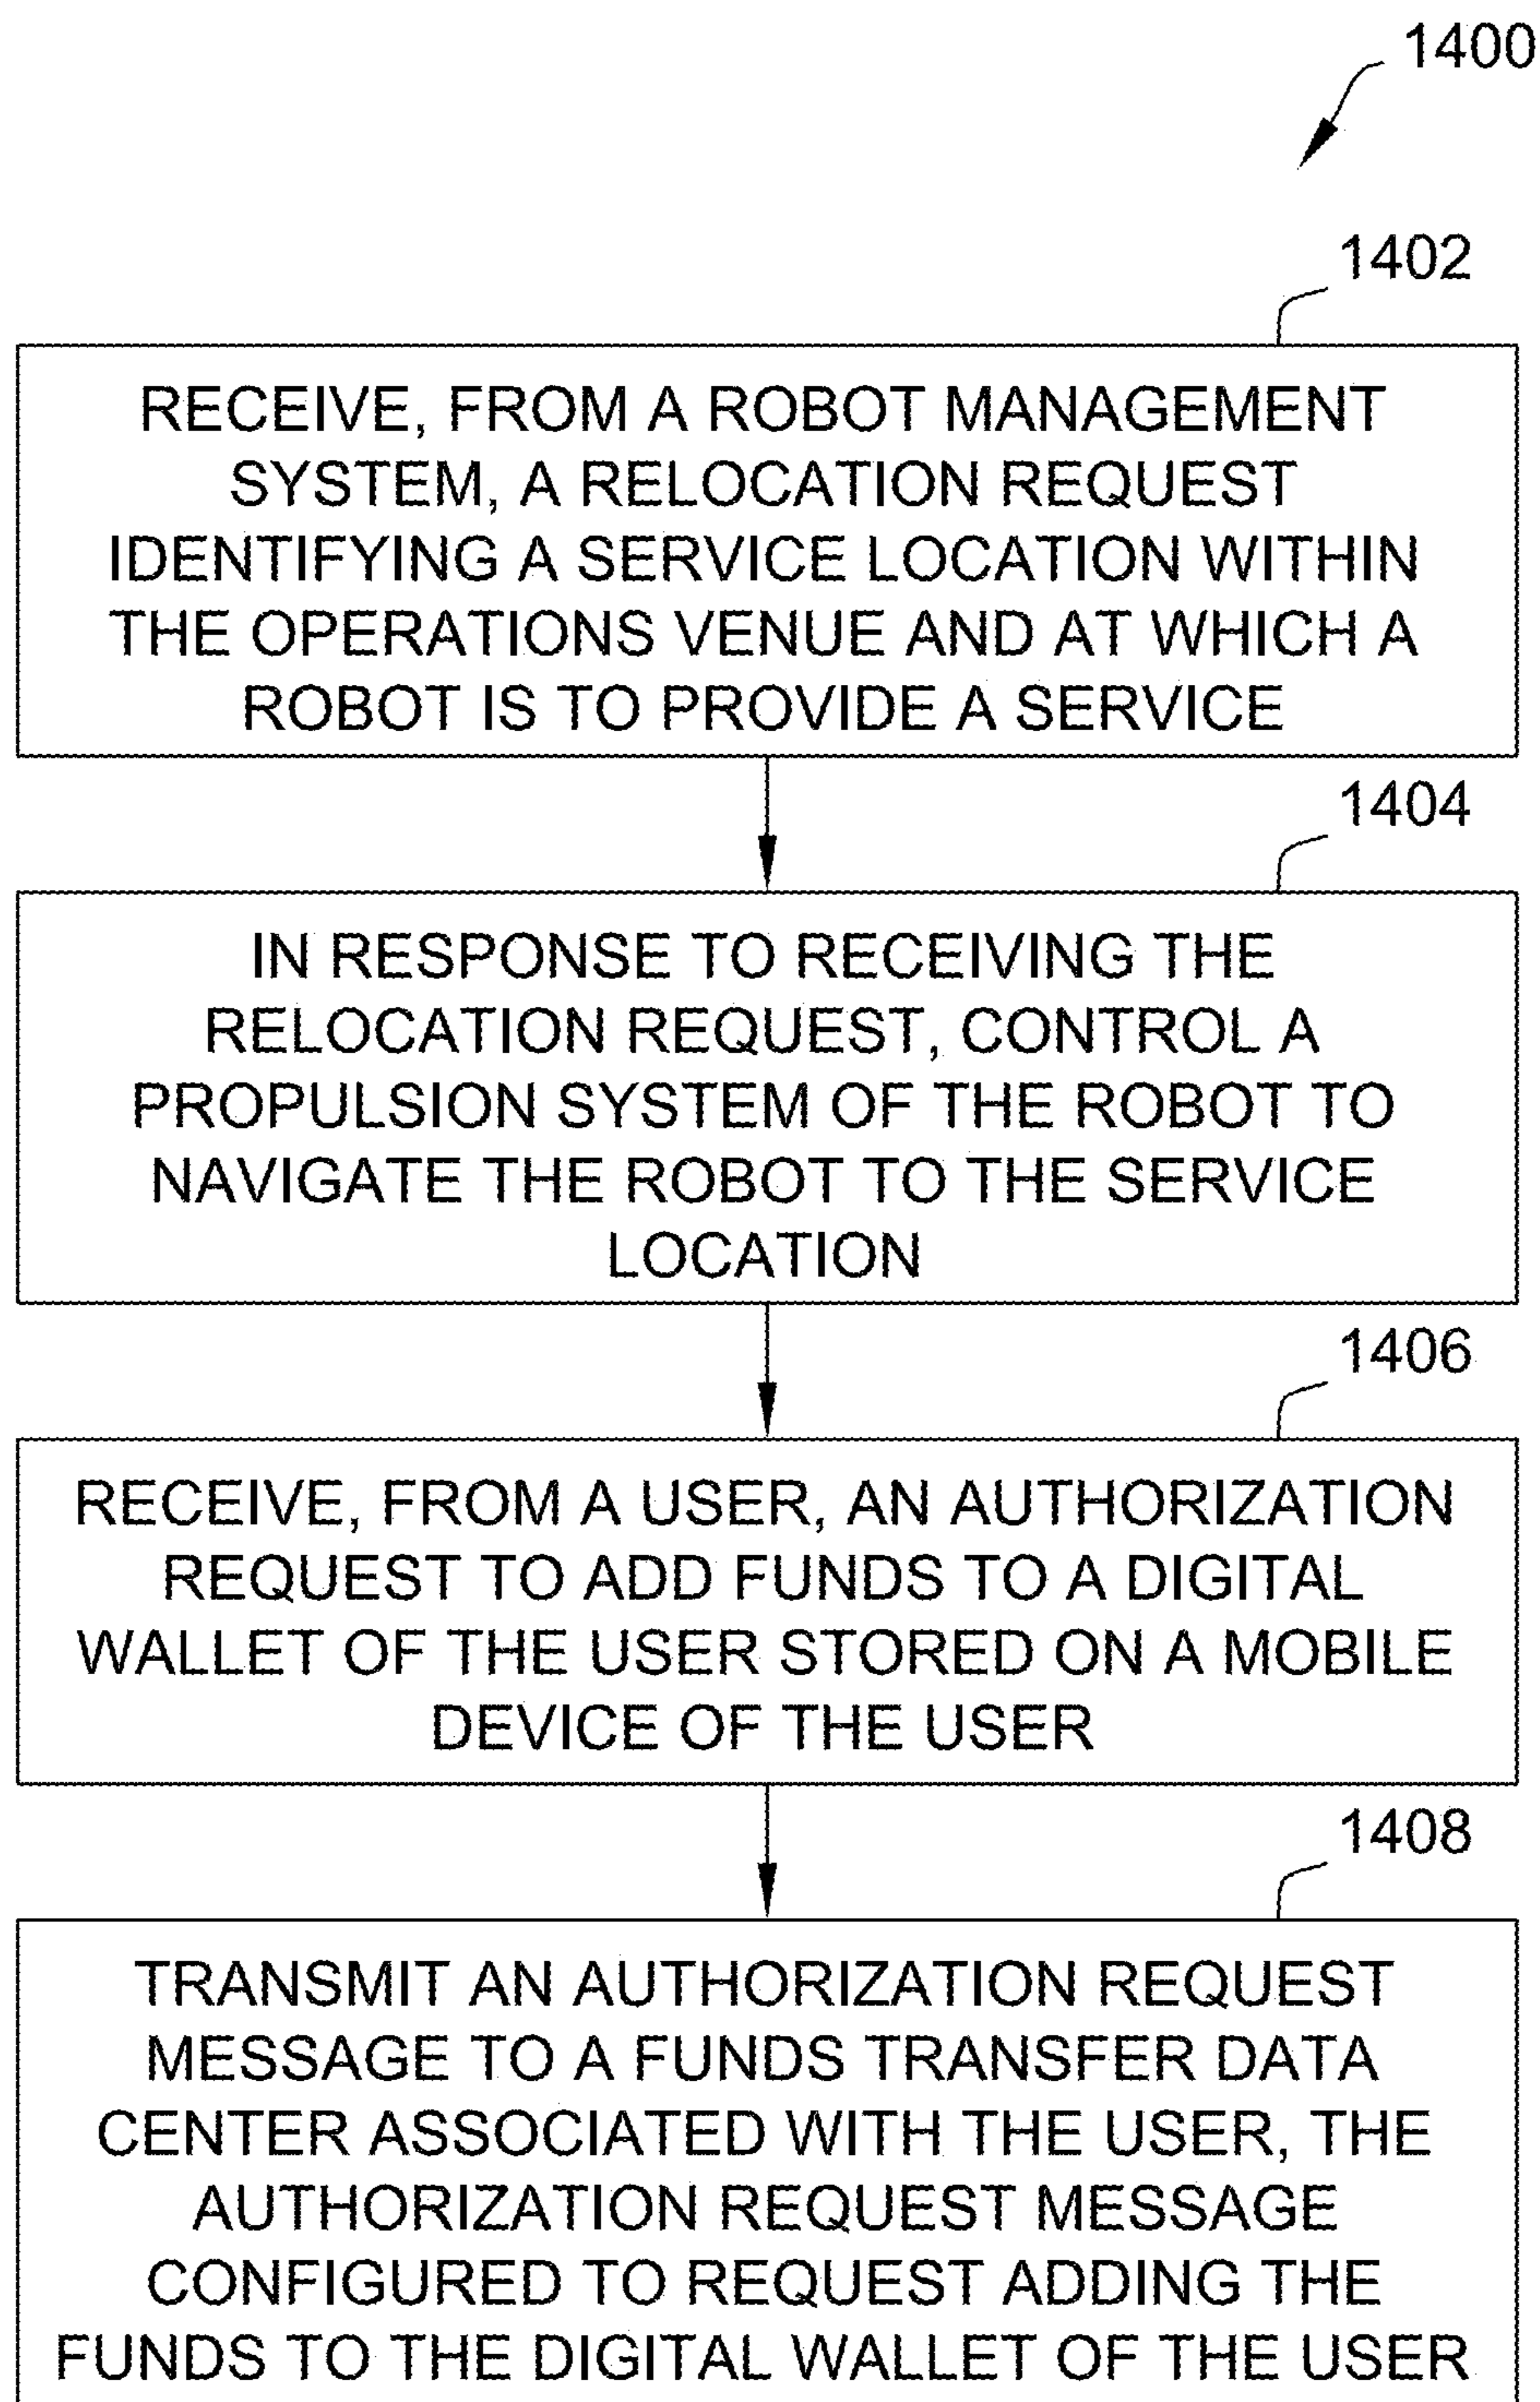 1400
1402
RECEIVE, FROM A ROBOT MANAGEMENT
SYSTEM, A RELOCATION REQUEST
IDENTIFYING A SERVICE LOCATION WITHIN
THE OPERATIONS VENUE AND AT WHICH A
ROBOT IS TO PROVIDE A SERVICE
1404
IN RESPONSE TO RECEIVING THE
RELOCATION REQUEST, CONTROL A
PROPULSION SYSTEM OF THE ROBOT TO
NAVIGATE THE ROBOT TO THE SERVICE
LOCATION
1406
RECEIVE, FROM A USER, AN AUTHORIZATION
REQUEST TO ADD FUNDS TO A DIGITAL
WALLET OF THE USER STORED ON A MOBILE
DEVICE OF THE USER
1408
TRANSMIT AN AUTHORIZATION REQUEST
MESSAGE TO A FUNDS TRANSFER DATA
CENTER ASSOCIATED WITH THE USER, THE
AUTHORIZATION REQUEST MESSAGE
CONFIGURED TO REQUEST ADDING THE
FUNDS TO THE DIGITAL WALLET OF THE USER